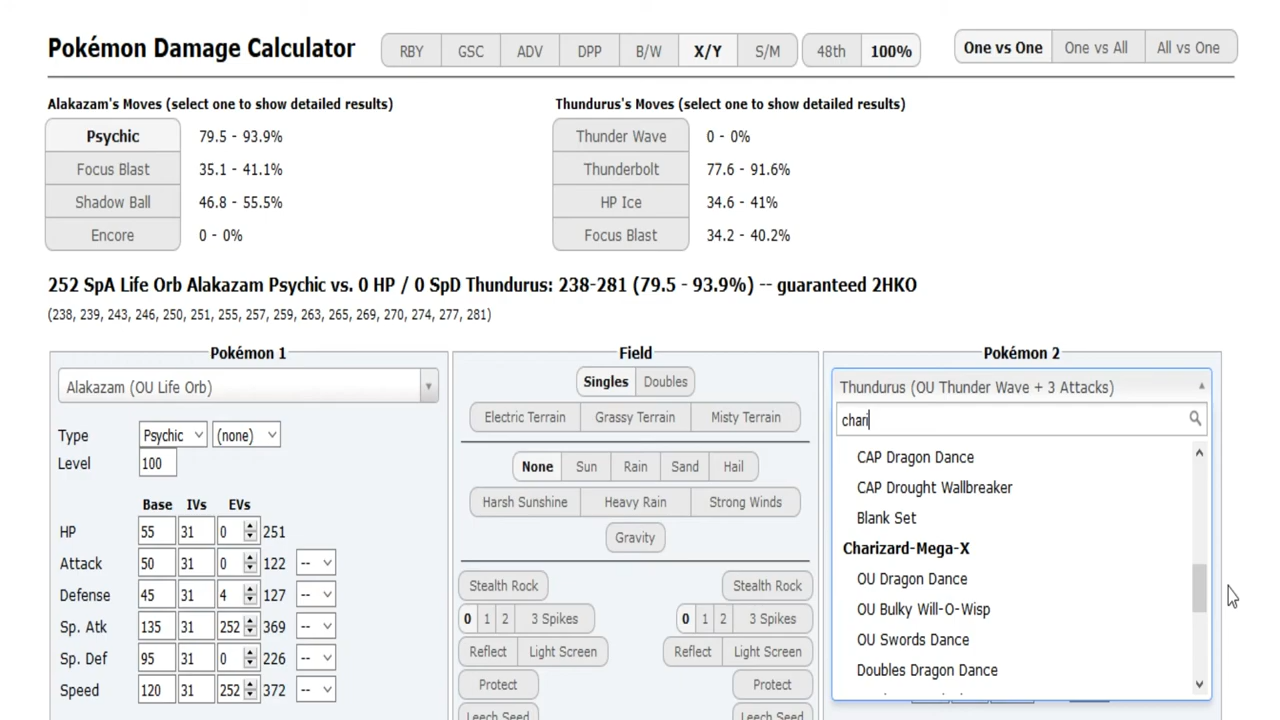 Pokémon Damage Calculator RBY GSC ADV DPP B/W X/Y S/M 48th 100% One vs One One vs All All vs One
Alakazam's Moves (select one to show detailed results) Thundurus's Moves (select one to show detailed results)
Psychic 79.5 - 93.9% Thunder Wave 0 - 0%
Focus Blast 35.1 - 41.1% Thunderbolt 77.6 - 91.6%
Shadow Ball 46.8 - 55.5% HP Ice 34.6 - 41%
Encore 0 - 0% Focus Blast 34.2 - 40.2%
252 SpA Life Orb Alakazam Psychic vs. 0 HP / 0 SpD Thundurus: 238-281 (79.5 - 93.9%) -- guaranteed 2HKO
(238, 239, 243, 246, 250, 251, 255, 257, 259, 263, 265, 269, 270, 274, 277, 281)
Pokémon 1
Alakazam (OU Life Orb)
Type Psychic (none)
Level 100
Base IVs EVs
HP 55 31 0 251
Attack 50 31 0 122 --
Defense 45 31 4 127 --
Sp. Atk 135 31 252 369 --
Sp. Def 95 31 0 226 --
Speed 120 31 252 372 --
Field
Singles Doubles
Electric Terrain Grassy Terrain Misty Terrain
None Sun Rain Sand Hail
Harsh Sunshine Heavy Rain Strong Winds
Gravity
Stealth Rock Stealth Rock
0 1 2 3 Spikes 0 1 2 3 Spikes
Reflect Light Screen Reflect Light Screen
Protect Protect
Leech Seed Leech Seed
Pokémon 2
Thundurus (OU Thunder Wave + 3 Attacks)
chari
CAP Dragon Dance
CAP Drought Wallbreaker
Blank Set
Charizard-Mega-X
OU Dragon Dance
OU Bulky Will-O-Wisp
OU Swords Dance
Doubles Dragon Dance